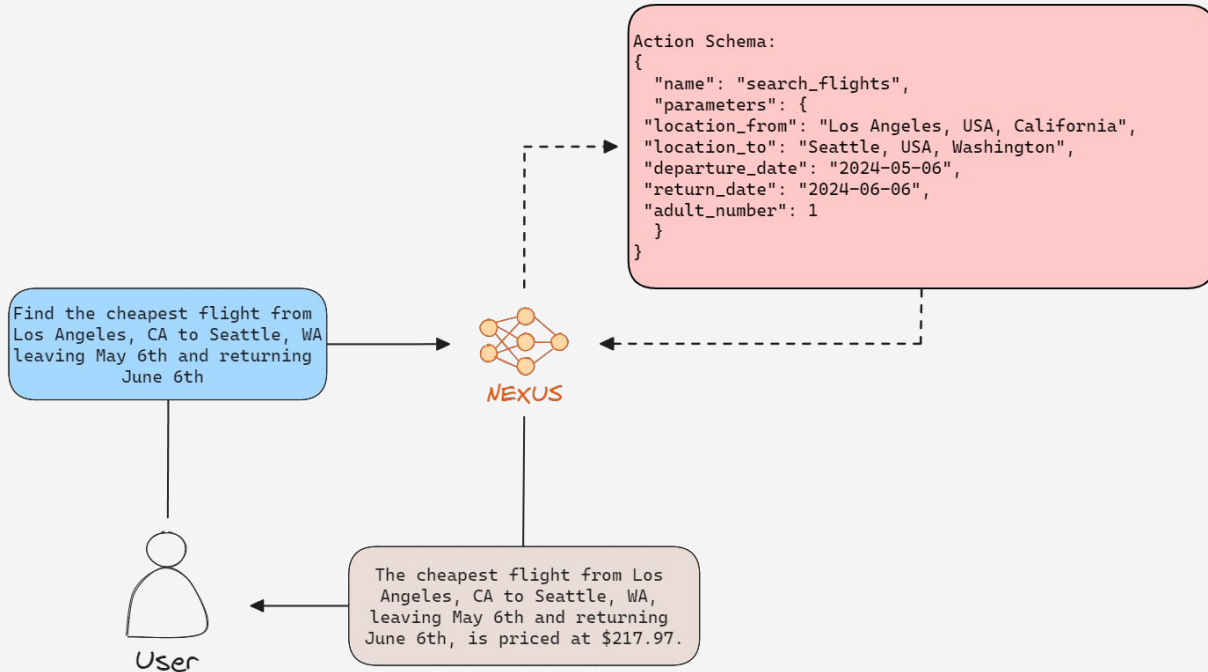 Action Schema:
{
"name": "search_flights",
"parameters": {
"location_from": "Los Angeles, USA, California",
"location_to": "Seattle, USA, Washington",
"departure_date": "2024-05-06",
"return_date": "2024-06-06",
"adult_number": 1
}
}
Find the cheapest flight from
Los Angeles, CA to Seattle, WA
leaving May 6th and returning
June 6th
NEXUS
The cheapest flight from Los
Angeles, CA to Seattle, WA,
leaving May 6th and returning
June 6th, is priced at $217.97.
User